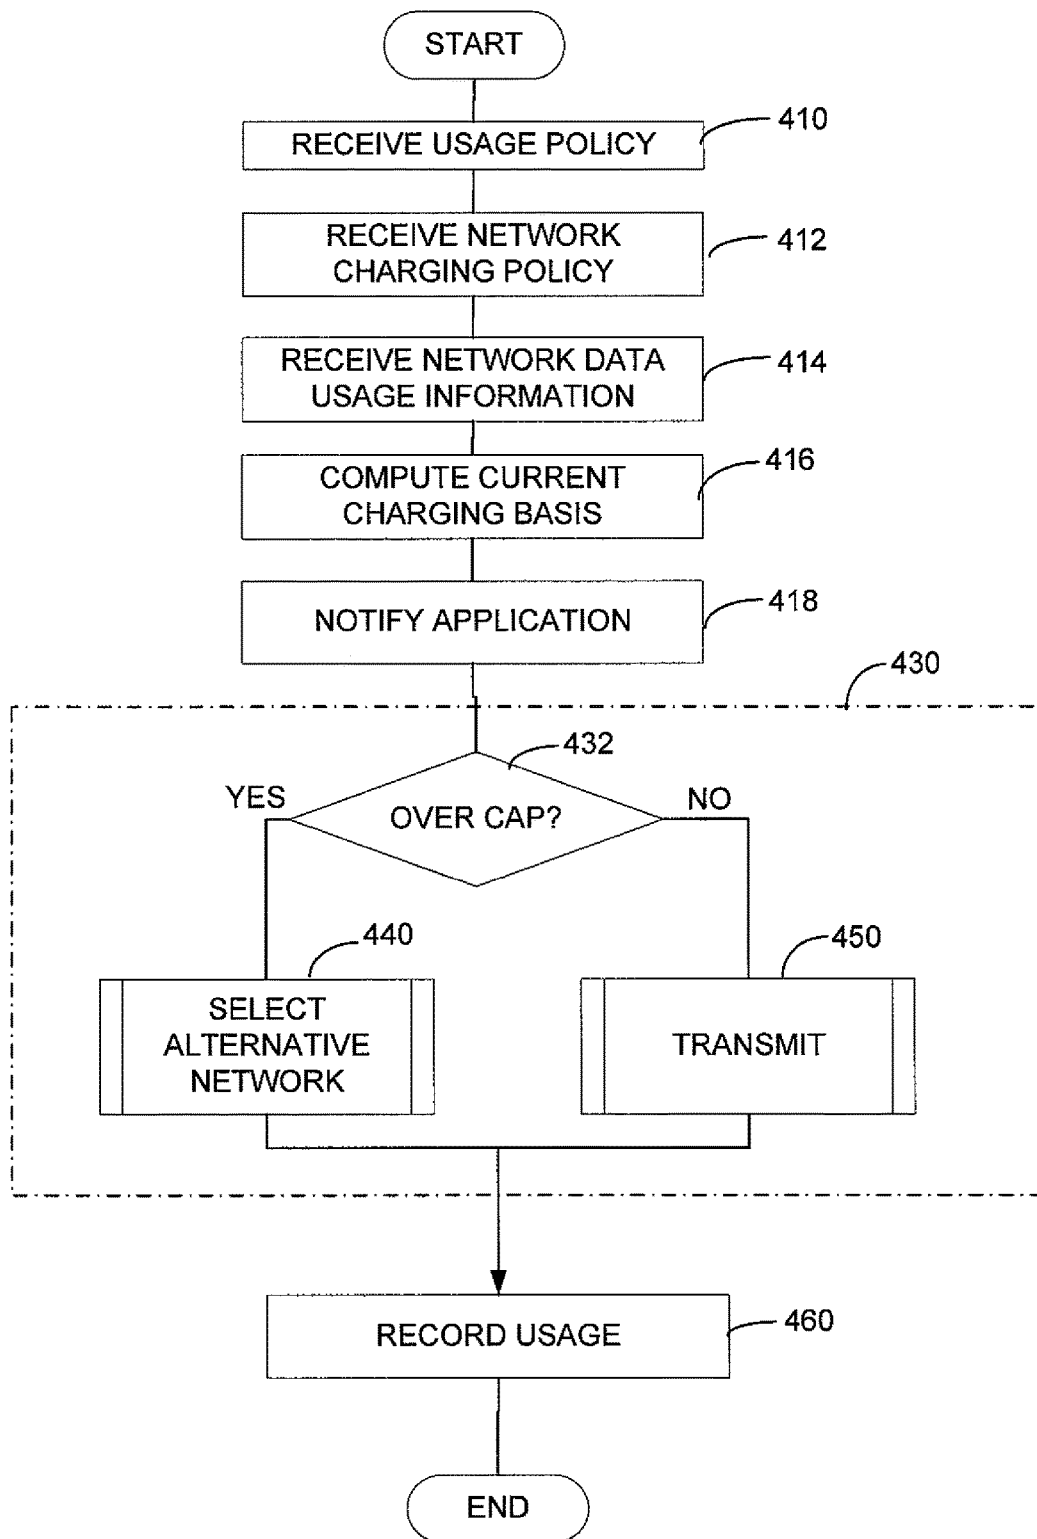 START
RECEIVE USAGE POLICY
410
RECEIVE NETWORK
CHARGING POLICY
412
RECEIVE NETWORK DATA
USAGE INFORMATION
414
COMPUTE CURRENT
CHARGING BASIS
416
NOTIFY APPLICATION
418
430
432
YES
OVER CAP?
NO
440
SELECT
ALTERNATIVE
NETWORK
450
TRANSMIT
RECORD USAGE
460
END